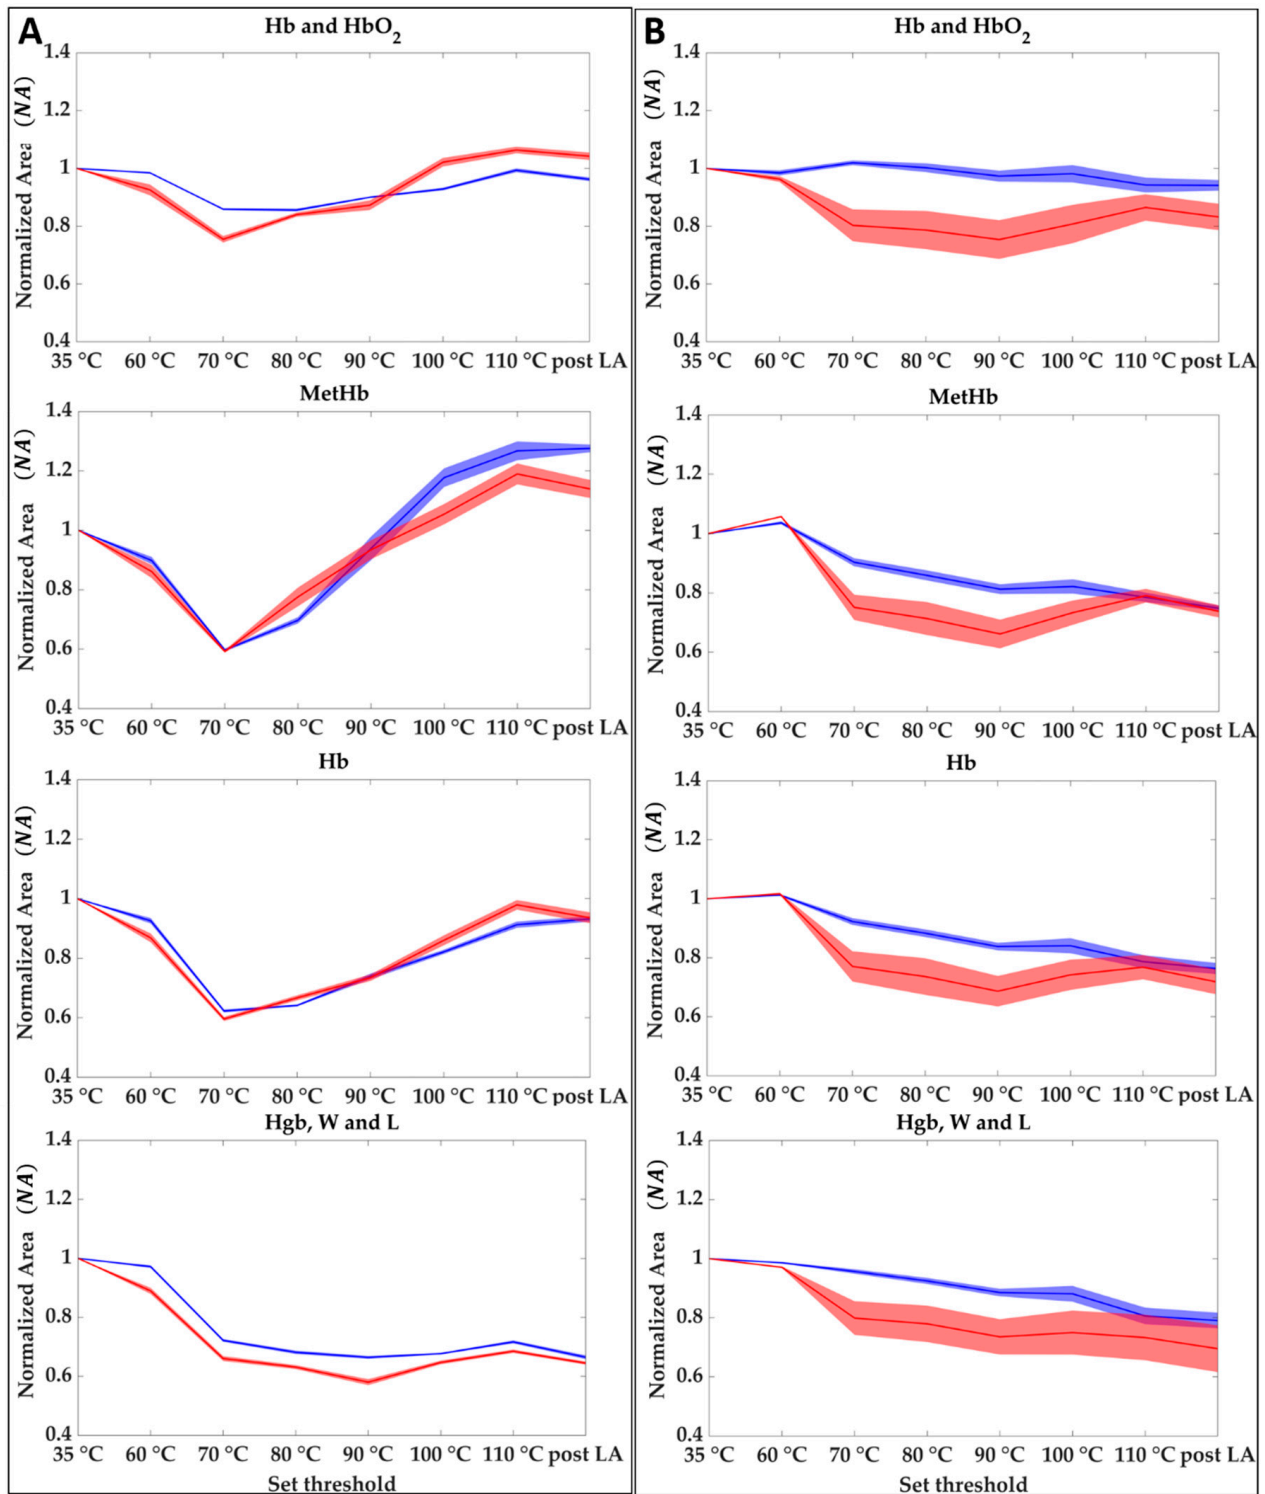 A
Hb and HbO2
Normalized Area (NA)
1.4
1.2
1
0.8
0.6
0.4
35 °C 60 °C 70 °C 80 °C 90 °C 100 °C 110 °C post LA
MetHb
Normalized Area (NA)
1.4
1.2
1
0.8
0.6
0.4
35 °C 60 °C 70 °C 80 °C 90 °C 100 °C 110 °C post LA
Hb
Normalized Area (NA)
1.4
1.2
1
0.8
0.6
0.4
35 °C 60 °C 70 °C 80 °C 90 °C 100 °C 110 °C post LA
Hgb, W and L
Normalized Area (NA)
1.4
1.2
1
0.8
0.6
0.4
35 °C 60 °C 70 °C 80 °C 90 °C 100 °C 110 °C post LA
Set threshold
B
Hb and HbO2
Normalized Area (NA)
1.4
1.2
1
0.8
0.6
0.4
35 °C 60 °C 70 °C 80 °C 90 °C 100 °C 110 °C post LA
MetHb
Normalized Area (NA)
1.4
1.2
1
0.8
0.6
0.4
35 °C 60 °C 70 °C 80 °C 90 °C 100 °C 110 °C post LA
Hb
Normalized Area (NA)
1.4
1.2
1
0.8
0.6
0.4
35 °C 60 °C 70 °C 80 °C 90 °C 100 °C 110 °C post LA
Hgb, W and L
Normalized Area (NA)
1.4
1.2
1
0.8
0.6
0.4
35 °C 60 °C 70 °C 80 °C 90 °C 100 °C 110 °C post LA
Set threshold